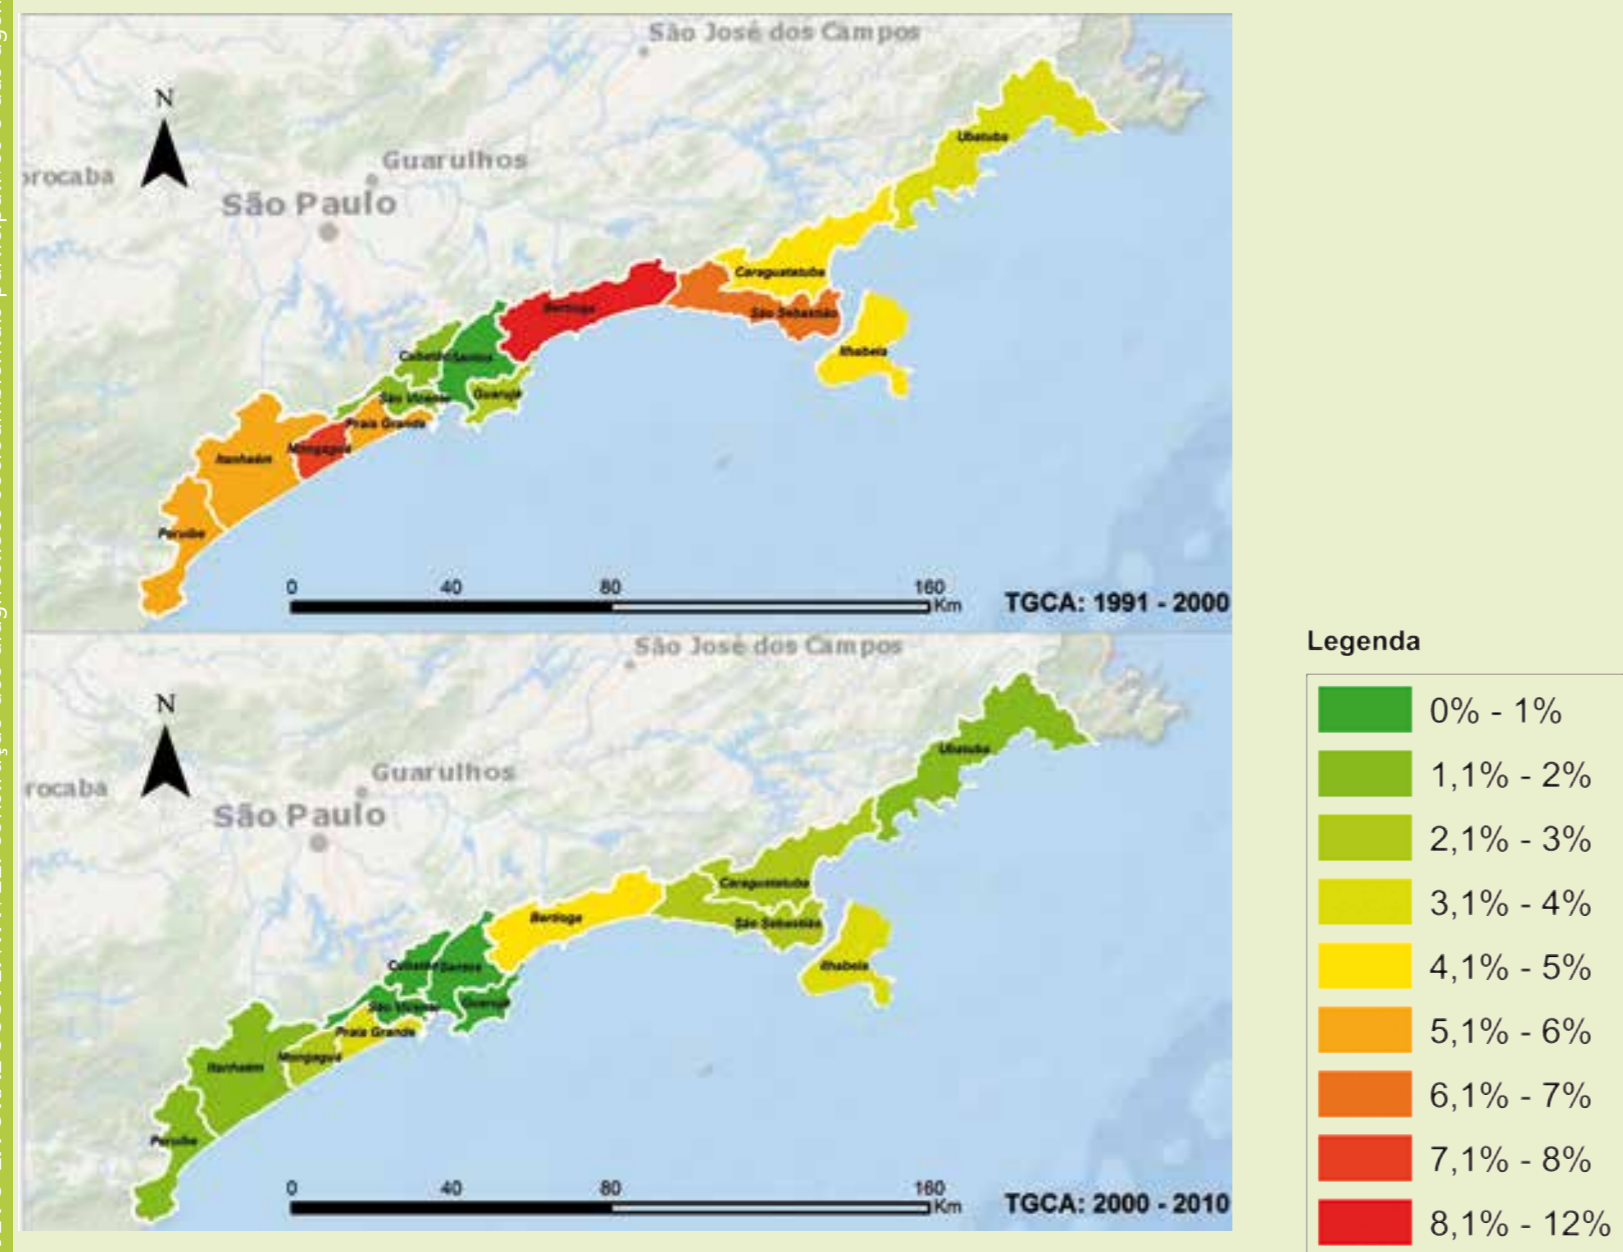 São José dos Campos
N
Guarulhos
orocaba
São Paulo
Ubatuba
Caraguatatuba
Bertioga
São Sebastião
Cubatão
Santos
Ilhabela
São Vicente
Guarujá
Praia Grande
Mongaguá
Itanhaém
Peruíbe
0 40 80 160
Km
TGCA: 1991 - 2000
São José dos Campos
N
Guarulhos
rocaba
São Paulo
Ubatuba
Caraguatatuba
Bertioga
São Sebastião
Cubatão
Santos
Ilhabela
São Vicente
Guarujá
Praia Grande
Mongaguá
Itanhaém
Peruíbe
0 40 80 160
Km
TGCA: 2000 - 2010
Legenda
0% - 1%
1,1% - 2%
2,1% - 3%
3,1% - 4%
4,1% - 5%
5,1% - 6%
6,1% - 7%
7,1% - 8%
8,1% - 12%